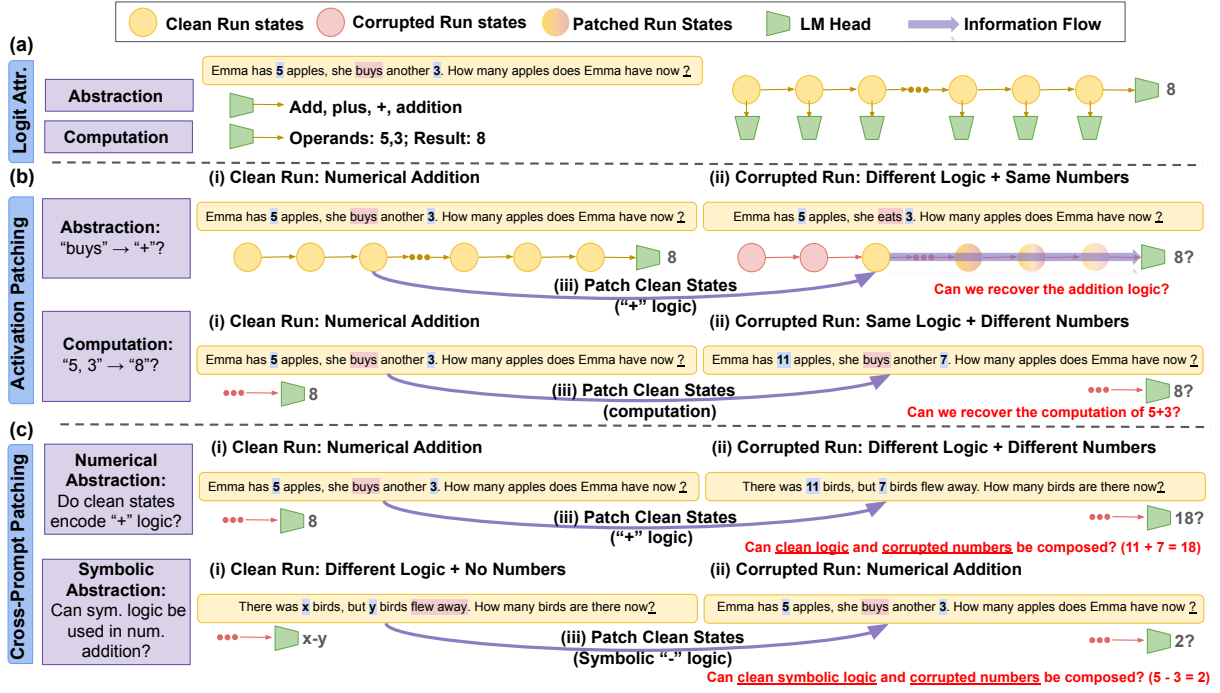 Clean Run states
Corrupted Run states
Patched Run States
LM Head
Information Flow
(a)
Logit Attr.
Abstraction
Computation
Emma has 5 apples, she buys another 3. How many apples does Emma have now ?
Add, plus, +, addition
Operands: 5,3; Result: 8
8
(b)
Activation Patching
Abstraction:
“buys” → “+”?
(i) Clean Run: Numerical Addition
Emma has 5 apples, she buys another 3. How many apples does Emma have now ?
8
(ii) Corrupted Run: Different Logic + Same Numbers
Emma has 5 apples, she eats 3. How many apples does Emma have now ?
8?
(iii) Patch Clean States
(“+” logic)
Can we recover the addition logic?
Computation:
“5, 3” → “8”?
(i) Clean Run: Numerical Addition
Emma has 5 apples, she buys another 3. How many apples does Emma have now ?
8
(ii) Corrupted Run: Same Logic + Different Numbers
Emma has 11 apples, she buys another 7. How many apples does Emma have now ?
8?
(iii) Patch Clean States
(computation)
Can we recover the computation of 5+3?
(c)
Cross-Prompt Patching
Numerical
Abstraction:
Do clean states
encode “+” logic?
(i) Clean Run: Numerical Addition
Emma has 5 apples, she buys another 3. How many apples does Emma have now ?
8
(ii) Corrupted Run: Different Logic + Different Numbers
There was 11 birds, but 7 birds flew away. How many birds are there now?
18?
(iii) Patch Clean States
(“+” logic)
Can clean logic and corrupted numbers be composed? (11 + 7 = 18)
Symbolic
Abstraction:
Can sym. logic be
used in num.
addition?
(i) Clean Run: Different Logic + No Numbers
There was x birds, but y birds flew away. How many birds are there now?
x-y
(ii) Corrupted Run: Numerical Addition
Emma has 5 apples, she buys another 3. How many apples does Emma have now ?
2?
(iii) Patch Clean States
(Symbolic “-” logic)
Can clean symbolic logic and corrupted numbers be composed? (5 - 3 = 2)